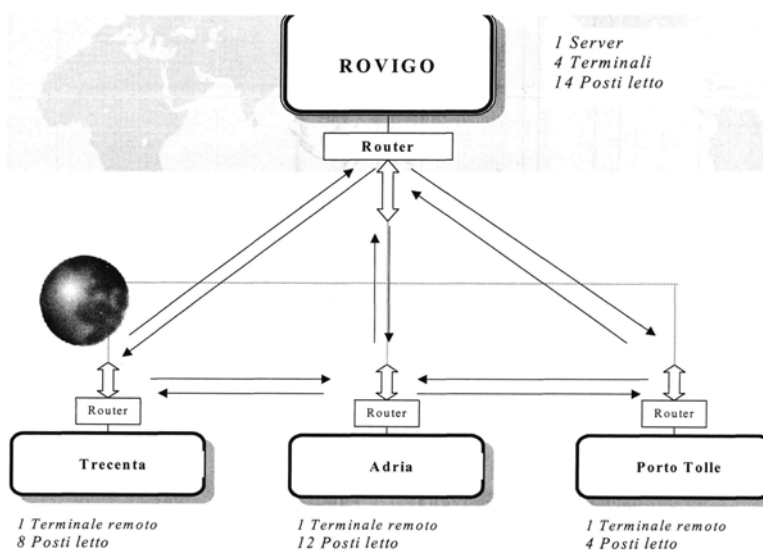 ROVIGO
1 Server
4 Terminali
14 Posti letto
Router
Router
Router
Router
Trecenta
Adria
Porto Tolle
1 Terminale remoto
8 Posti letto
1 Terminale remoto
12 Posti letto
1 Terminale remoto
4 Posti letto